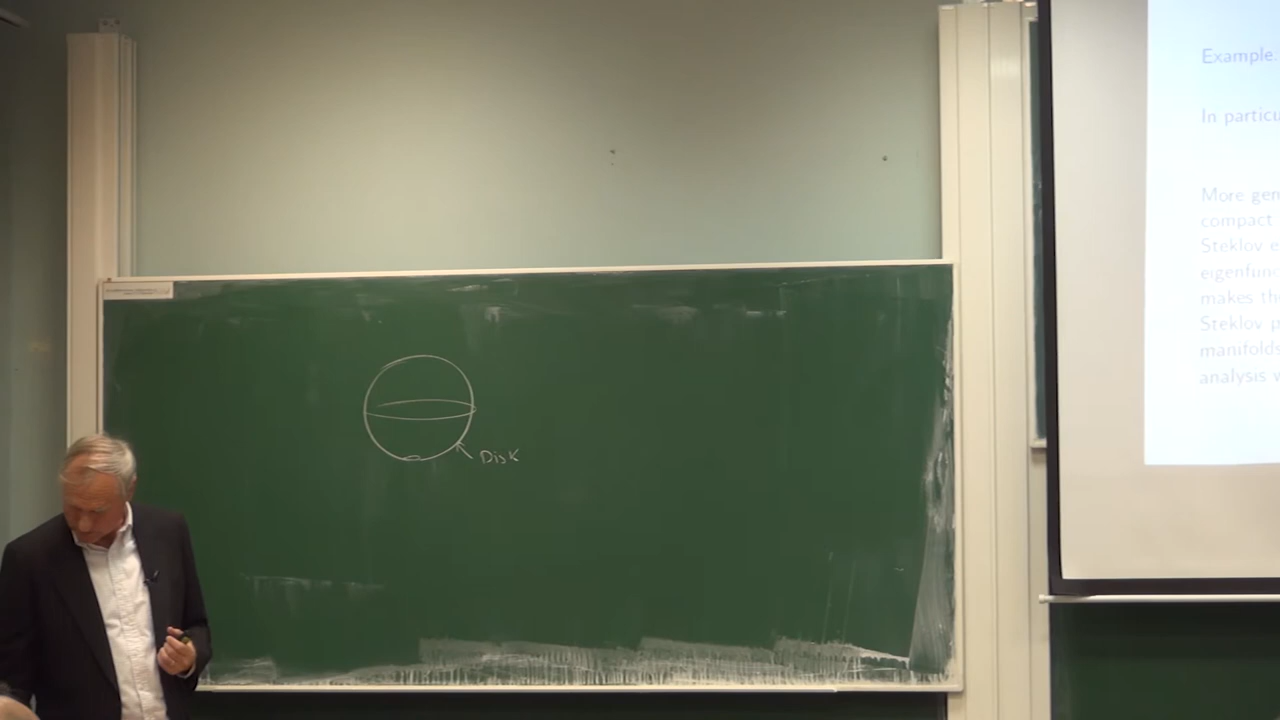 Disk
Example:
In particu
More gen
compact
Steklov e
eigenfunc
makes th
Steklov p
manifolds
analysis w